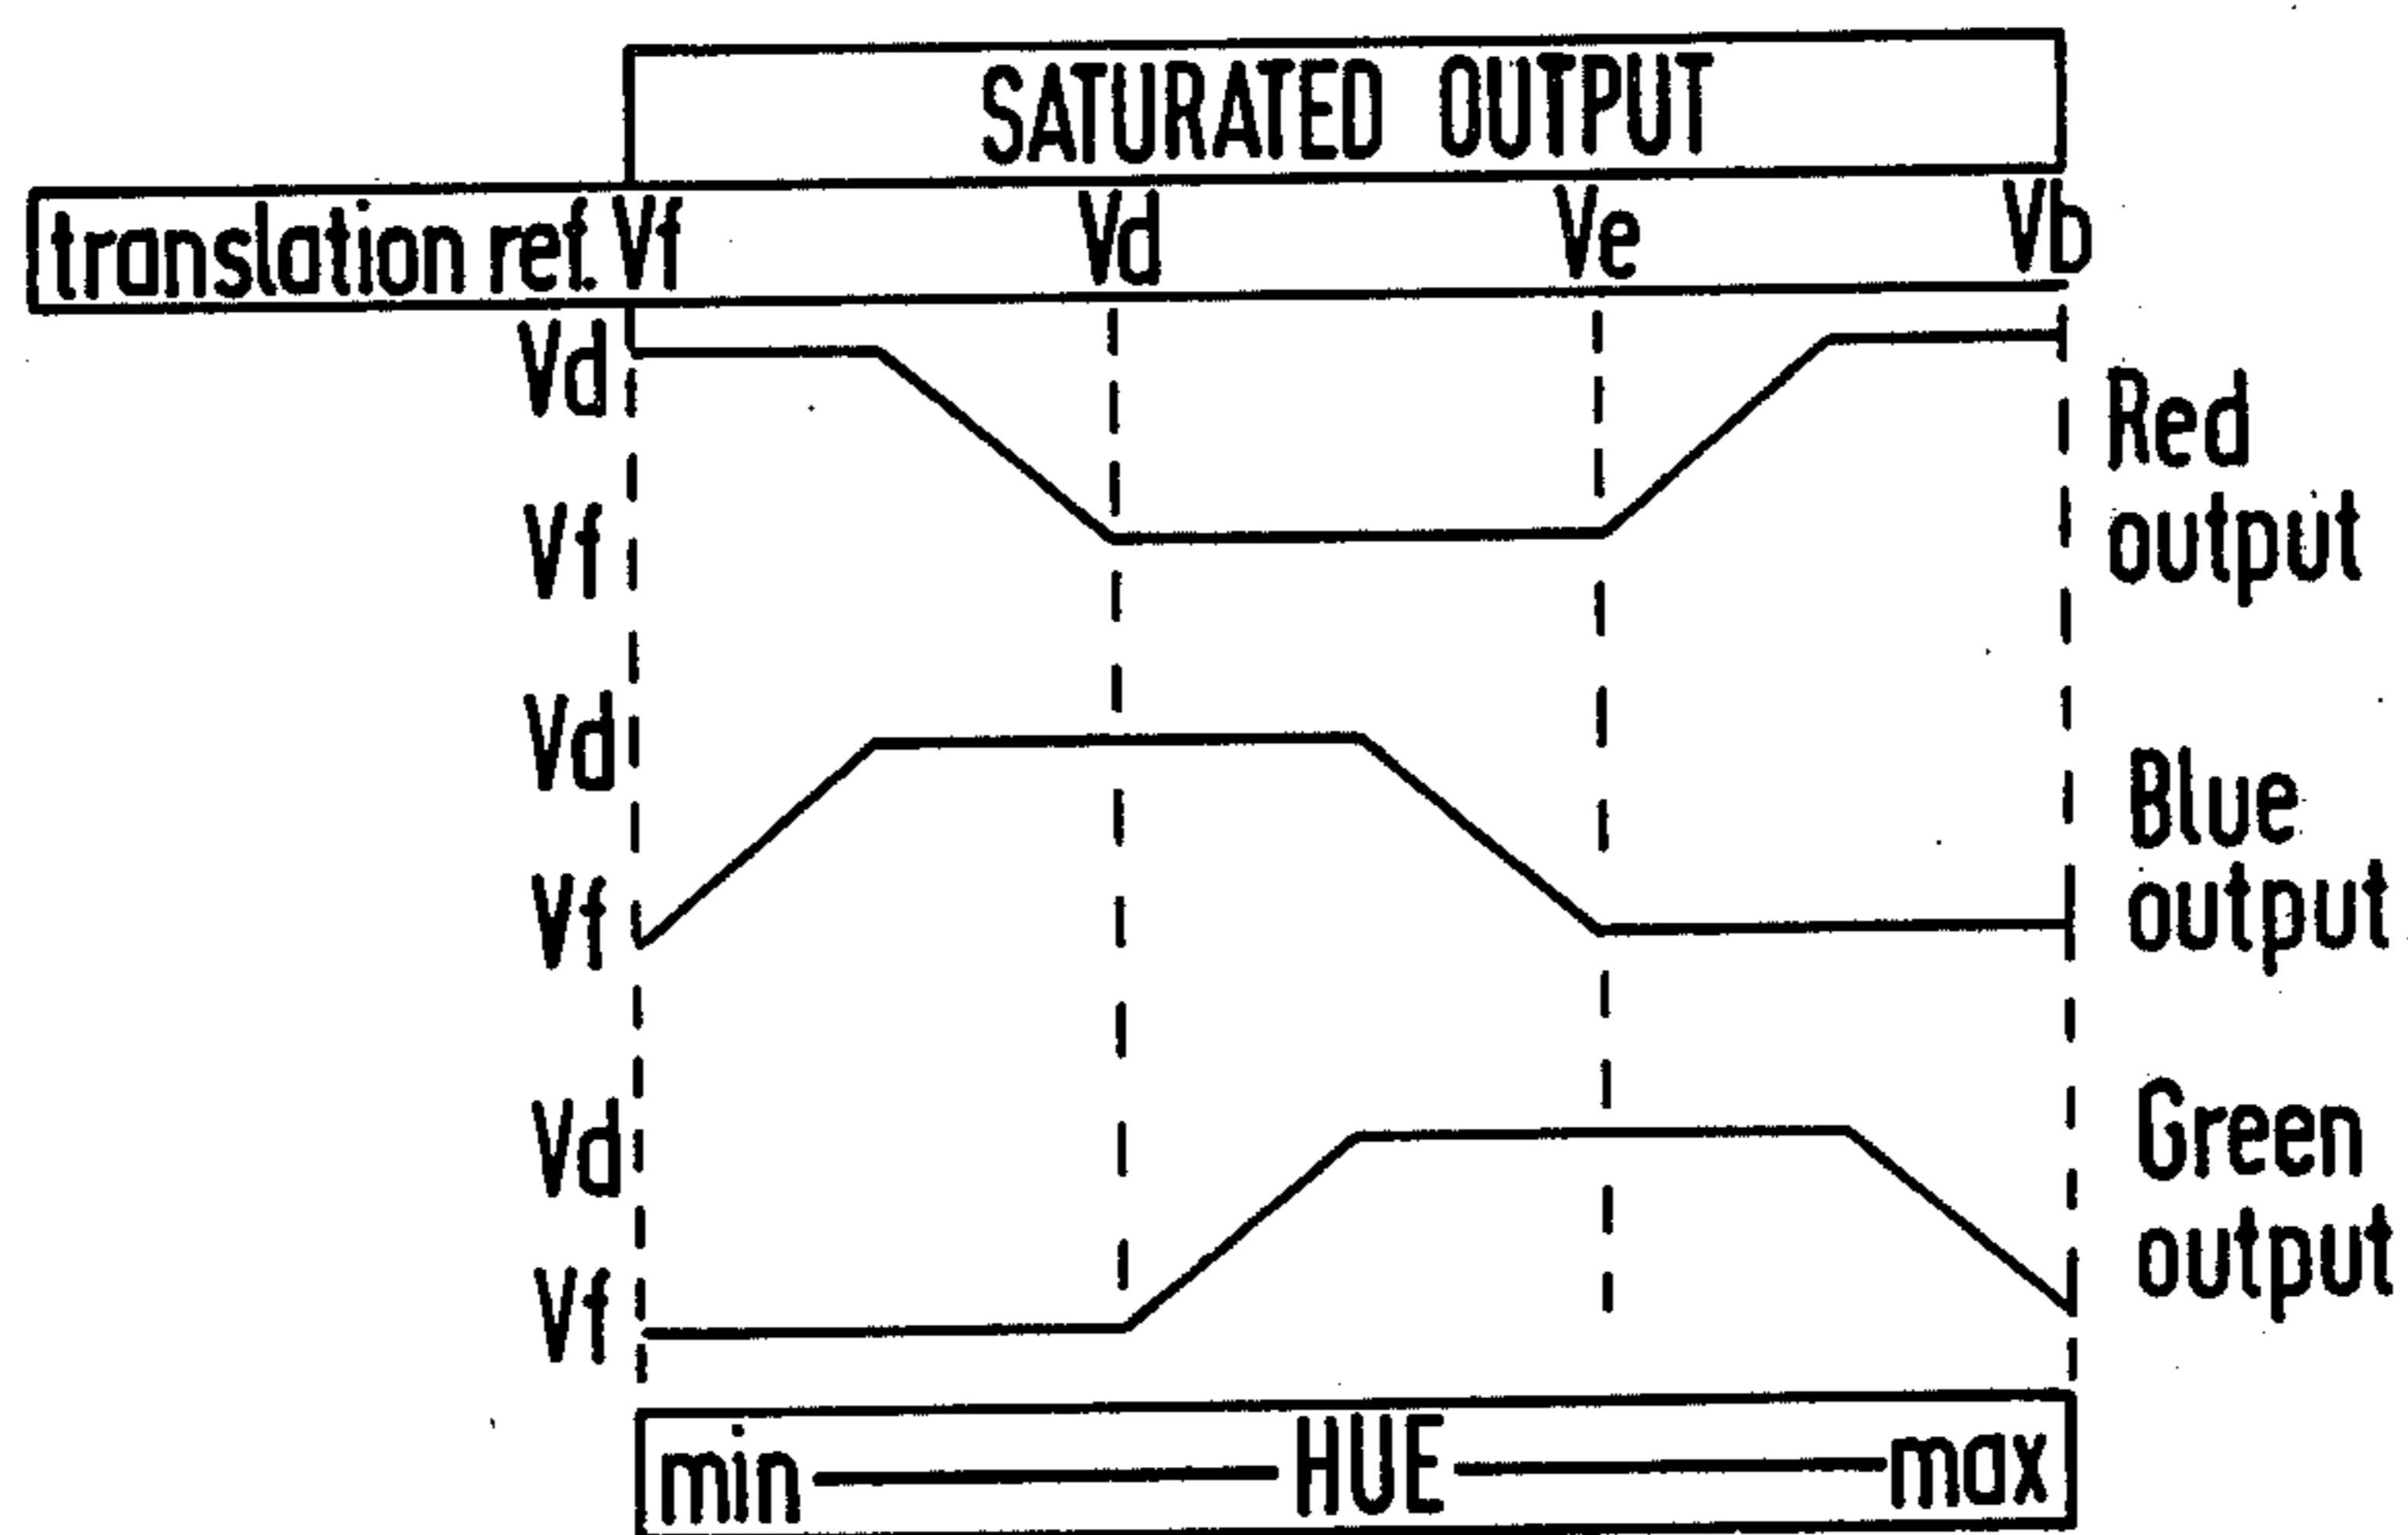 SATURATED OUTPUT
translation ref. Vf Vd Ve Vb
Vd
Vf
Red
output
Vd
Vf
Blue
output
Vd
Vf
Green
output
min HUE max